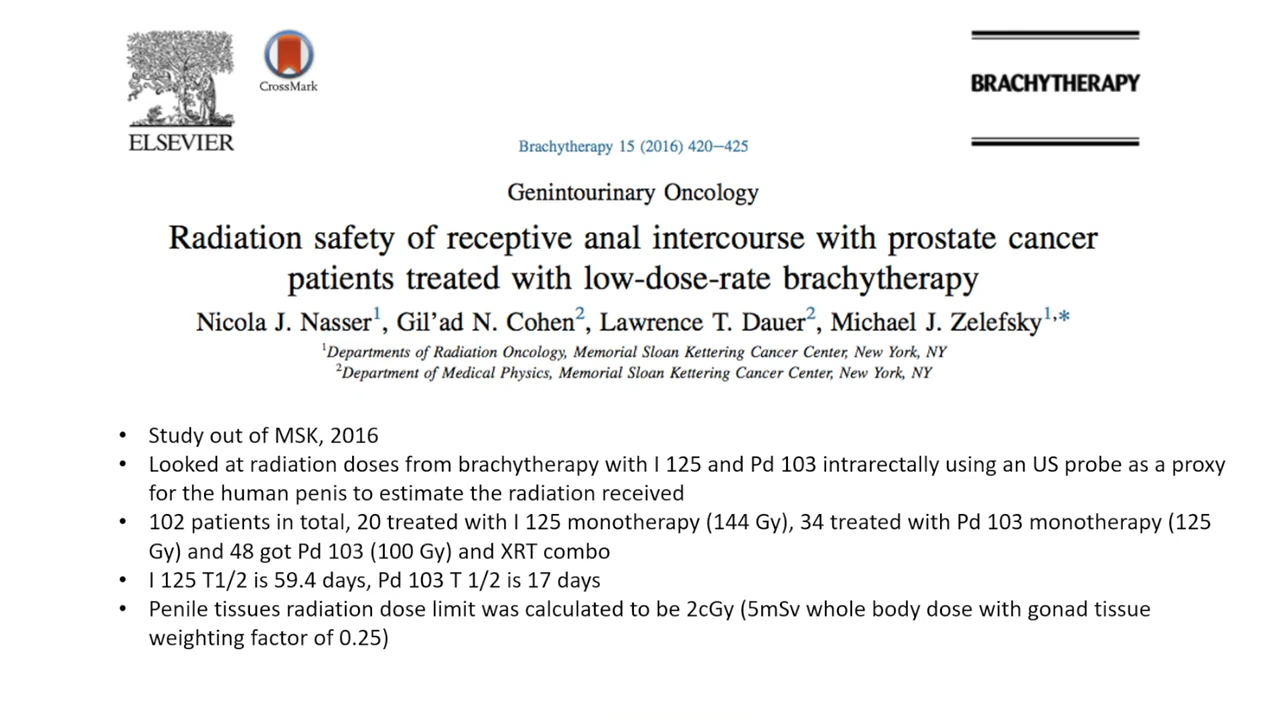 ELSEVIER
CrossMark
BRACHYTHERAPY
Brachytherapy 15 (2016) 420–425
Genintourinary Oncology
Radiation safety of receptive anal intercourse with prostate cancer
patients treated with low-dose-rate brachytherapy
Nicola J. Nasser1, Gil'ad N. Cohen2, Lawrence T. Dauer2, Michael J. Zelefsky1,*
1Departments of Radiation Oncology, Memorial Sloan Kettering Cancer Center, New York, NY
2Department of Medical Physics, Memorial Sloan Kettering Cancer Center, New York, NY
• Study out of MSK, 2016
• Looked at radiation doses from brachytherapy with I 125 and Pd 103 intrarectally using an US probe as a proxy
for the human penis to estimate the radiation received
• 102 patients in total, 20 treated with I 125 monotherapy (144 Gy), 34 treated with Pd 103 monotherapy (125
Gy) and 48 got Pd 103 (100 Gy) and XRT combo
• I 125 T1/2 is 59.4 days, Pd 103 T 1/2 is 17 days
• Penile tissues radiation dose limit was calculated to be 2cGy (5mSv whole body dose with gonad tissue
weighting factor of 0.25)